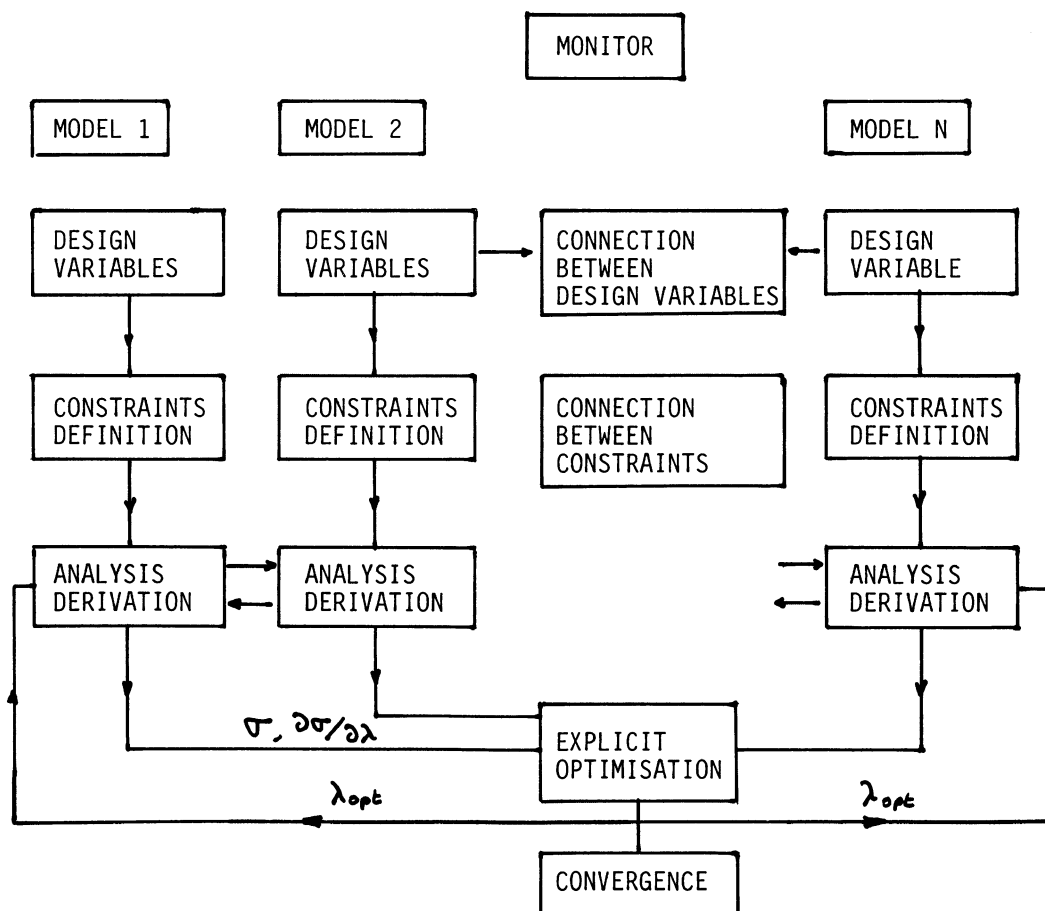 MONITOR
MODEL 1
MODEL 2
MODEL N
DESIGN
VARIABLES
DESIGN
VARIABLES
CONNECTION
BETWEEN
DESIGN VARIABLES
DESIGN
VARIABLE
CONSTRAINTS
DEFINITION
CONSTRAINTS
DEFINITION
CONNECTION
BETWEEN
CONSTRAINTS
CONSTRAINTS
DEFINITION
ANALYSIS
DERIVATION
ANALYSIS
DERIVATION
ANALYSIS
DERIVATION
σ, ∂σ/∂λ
EXPLICIT
OPTIMISATION
λopt
λopt
CONVERGENCE